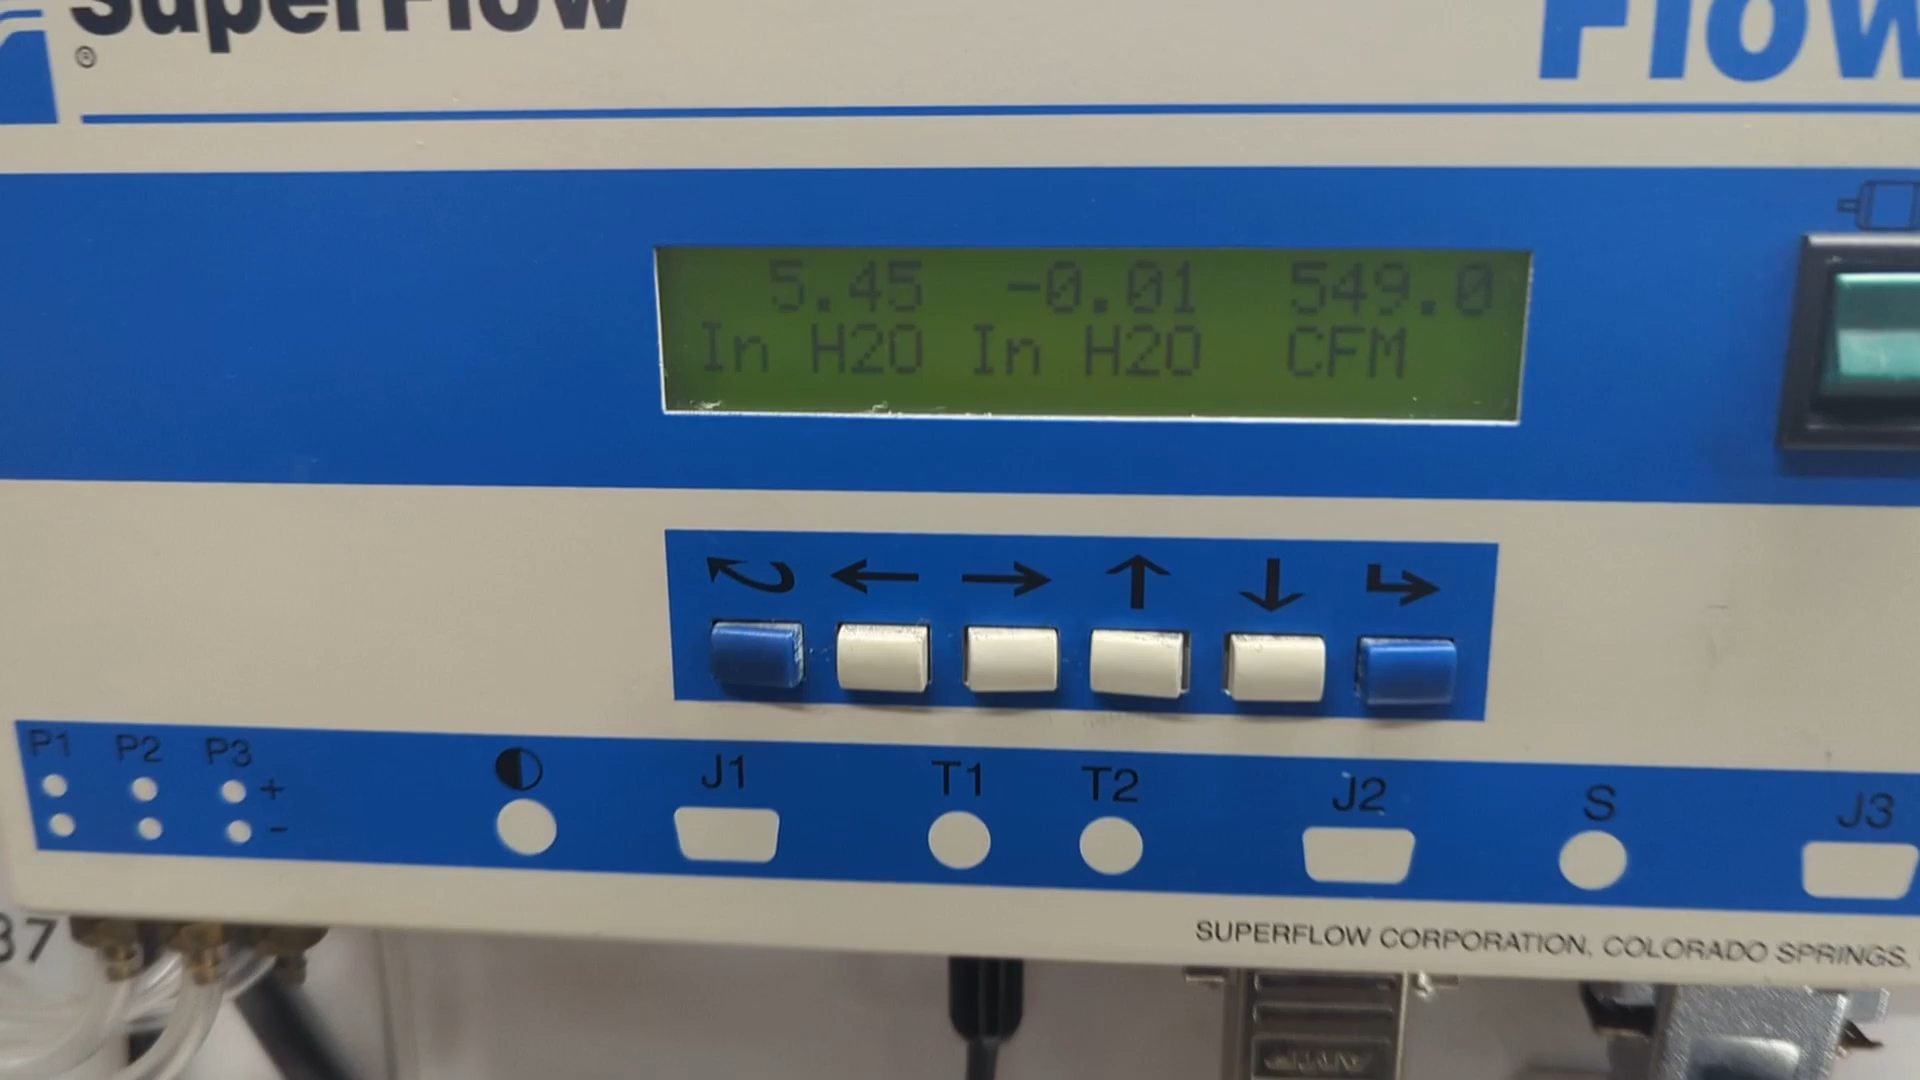 SuperFlow
®
Flow
5.45 -0.01 549.0
In H2O In H2O CFM
P1 P2 P3
+
-
J1 T1 T2 J2 S J3
SUPERFLOW CORPORATION, COLORADO SPRINGS,
37